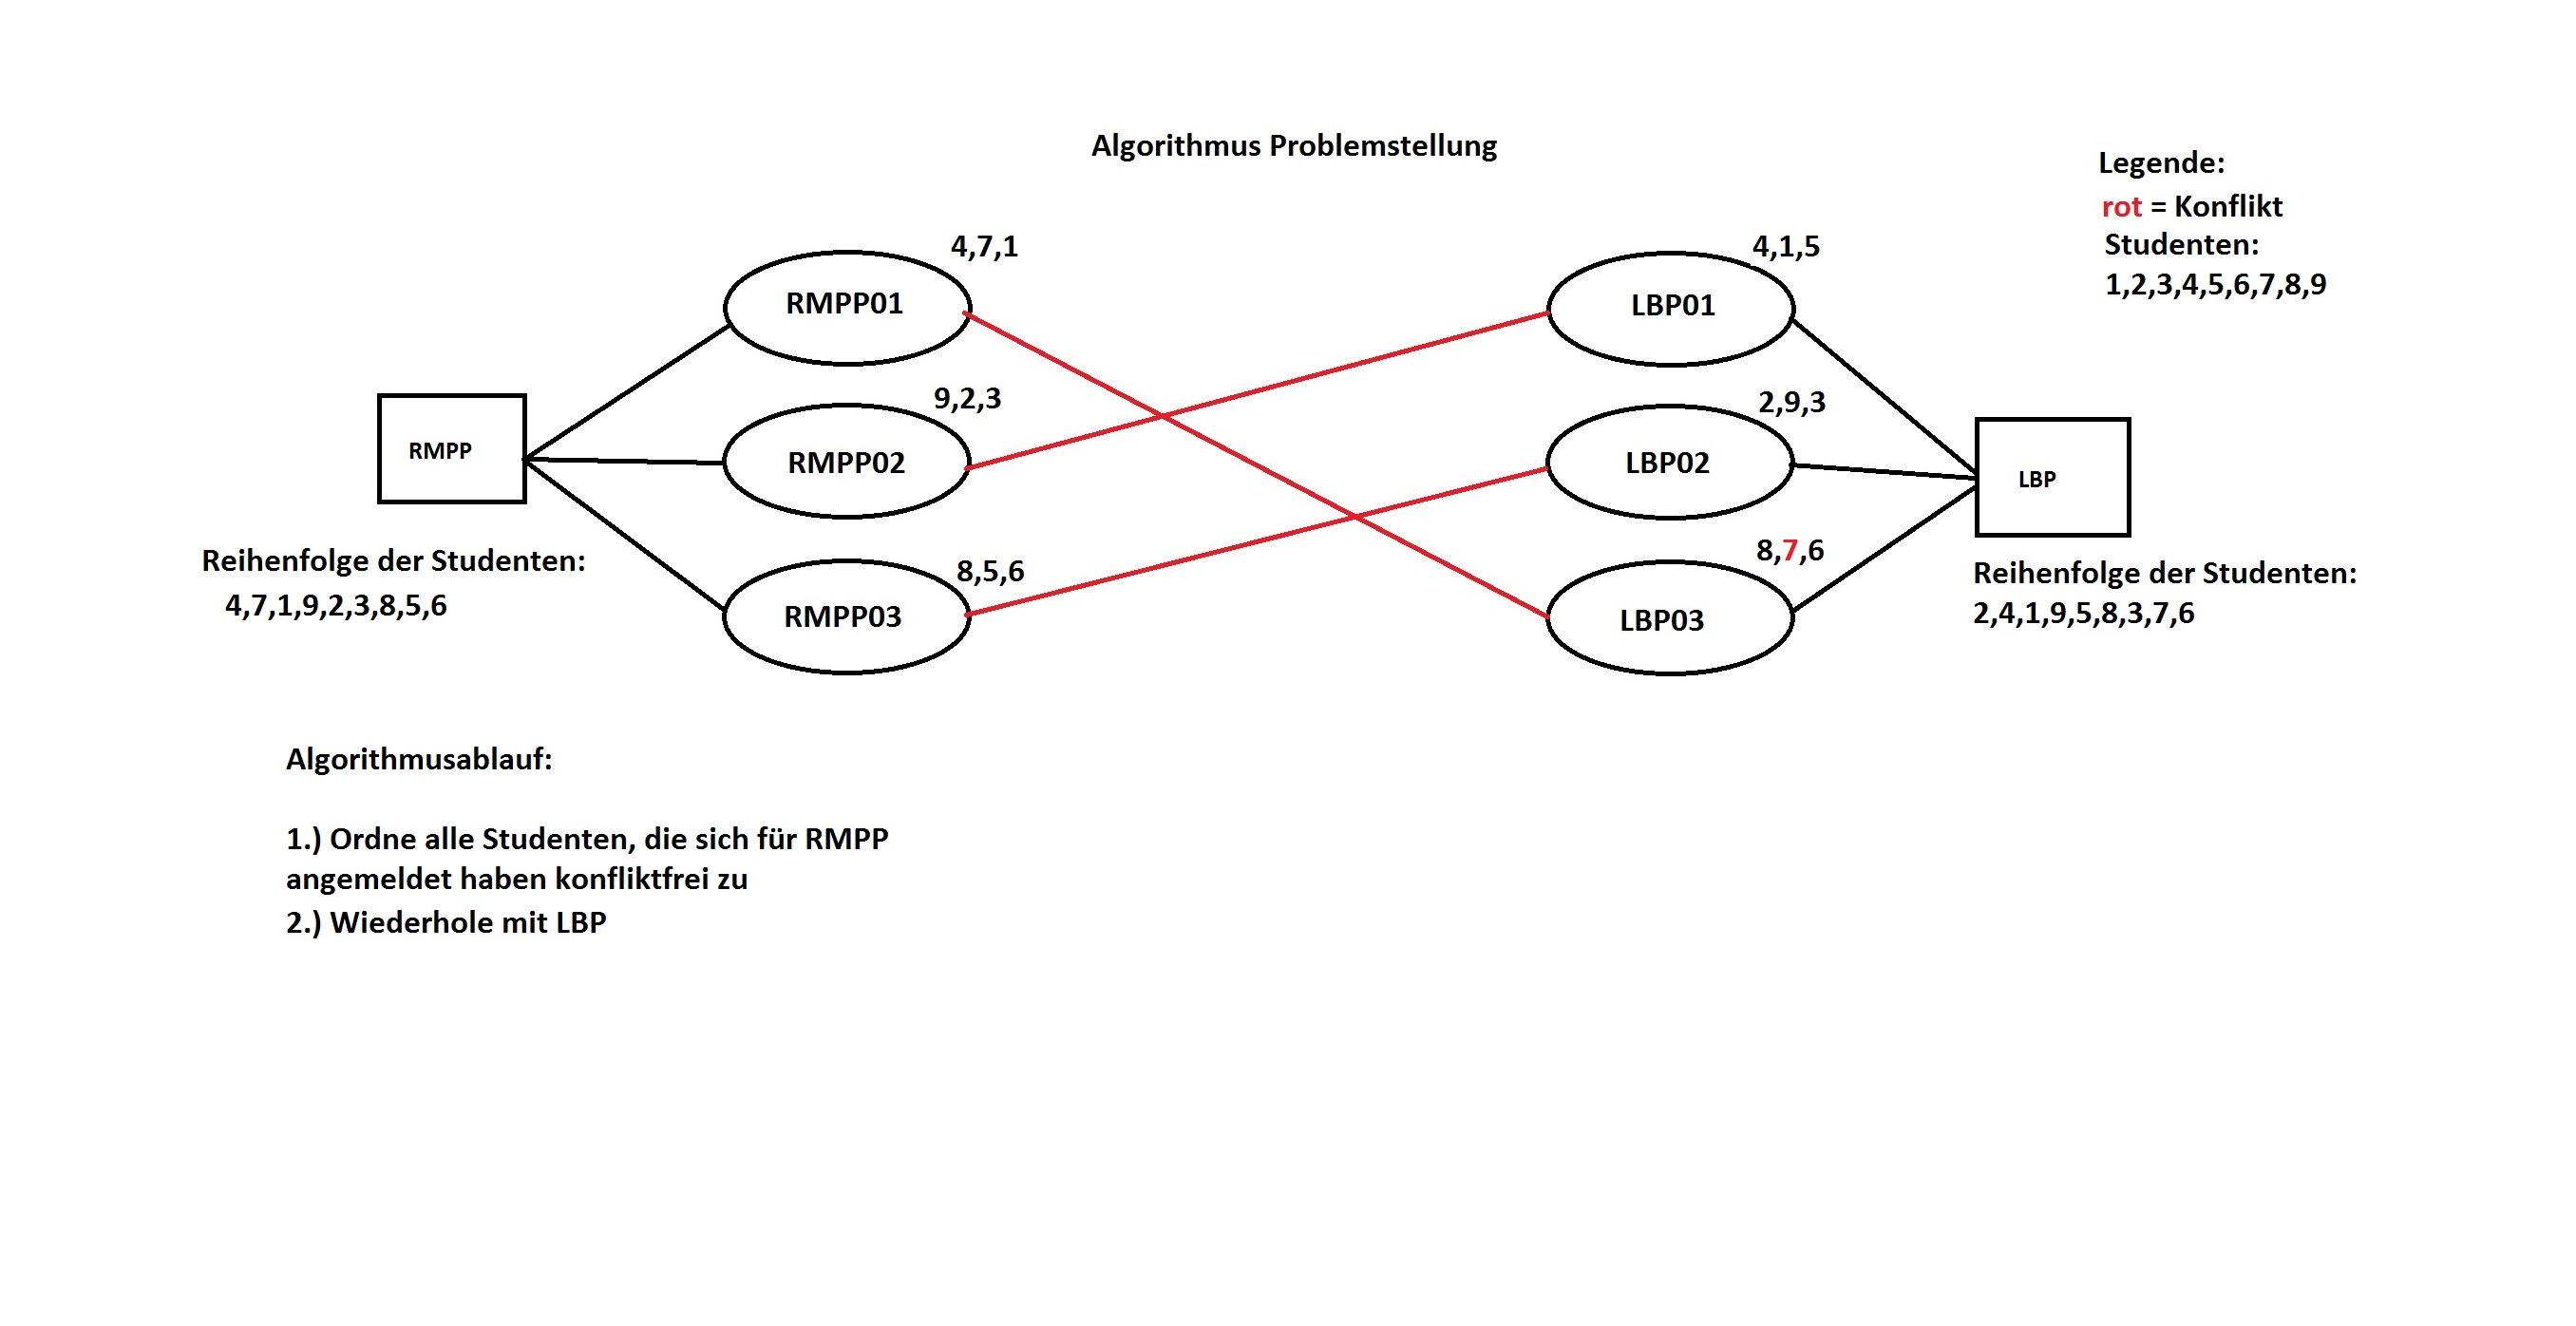 Algorithmus Problemstellung
Legende:
rot = Konflikt
Studenten:
1,2,3,4,5,6,7,8,9
4,7,1
RMPP01
9,2,3
RMPP02
8,5,6
RMPP03
4,1,5
LBP01
2,9,3
LBP02
8,7,6
LBP03
RMPP
Reihenfolge der Studenten:
4,7,1,9,2,3,8,5,6
LBP
Reihenfolge der Studenten:
2,4,1,9,5,8,3,7,6
Algorithmusablauf:
1.) Ordne alle Studenten, die sich für RMPP
angemeldet haben konfliktfrei zu
2.) Wiederhole mit LBP